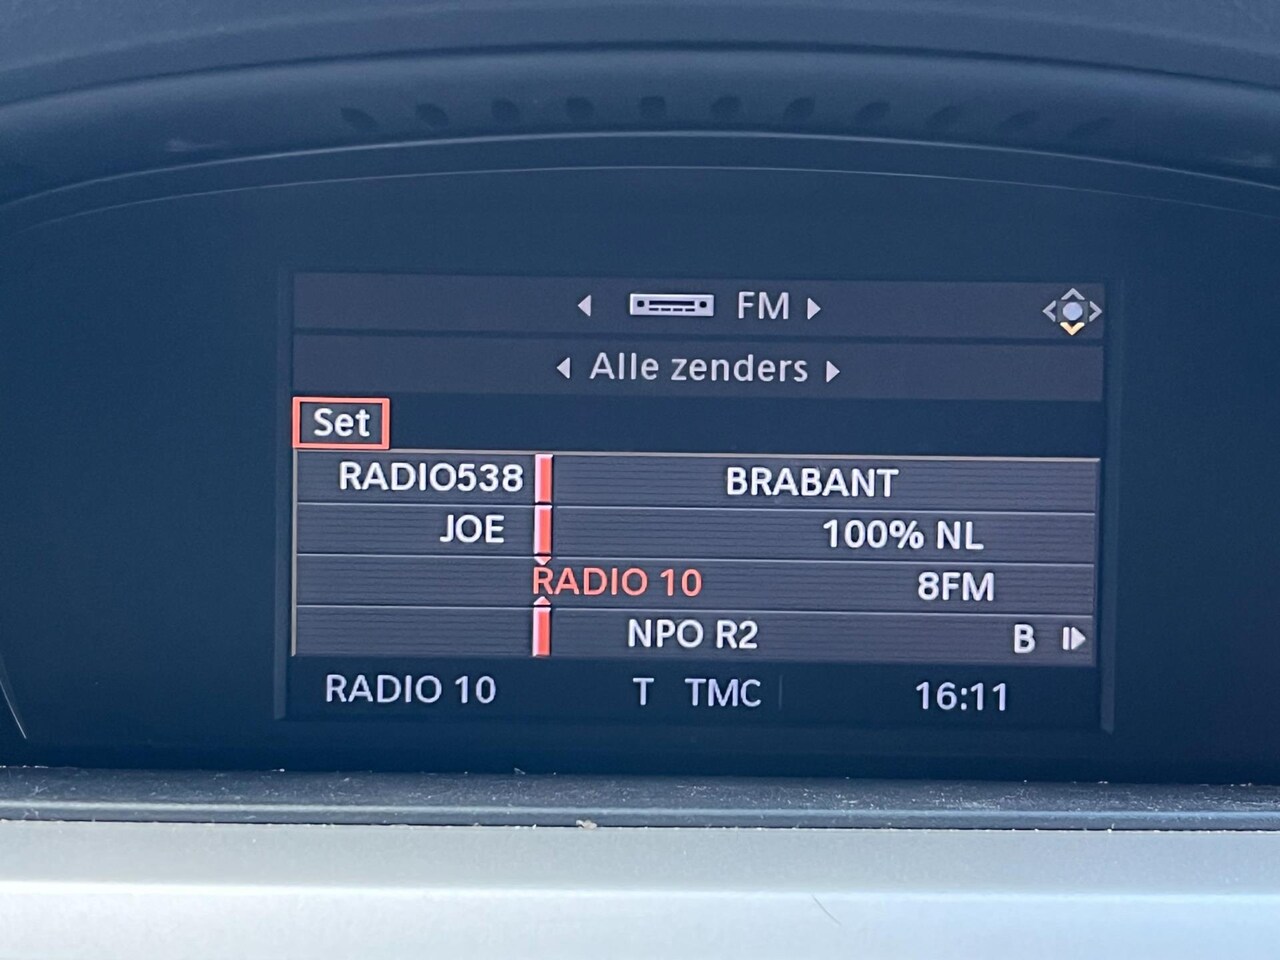 FM
Alle zenders
Set
RADIO538 BRABANT
JOE 100% NL
RADIO 10 8FM
NPO R2 B
RADIO 10 T TMC 16:11